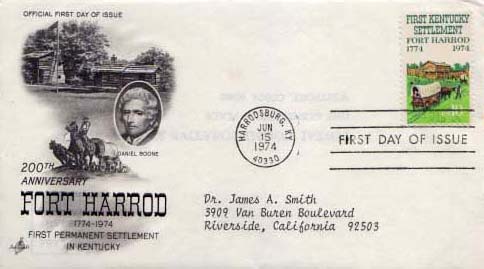 OFFICIAL FIRST DAY OF ISSUE
DANIEL BOONE
200TH
ANNIVERSARY
FORT HARROD
1774-1974
FIRST PERMANENT SETTLEMENT
IN KENTUCKY
HARRODSBURG, KY
JUN
15
1974
40330
FIRST KENTUCKY
SETTLEMENT
FORT HARROD
1774 1974
FIRST DAY OF ISSUE
Dr. James A. Smith
3909 Van Buren Boulevard
Riverside, California 92503